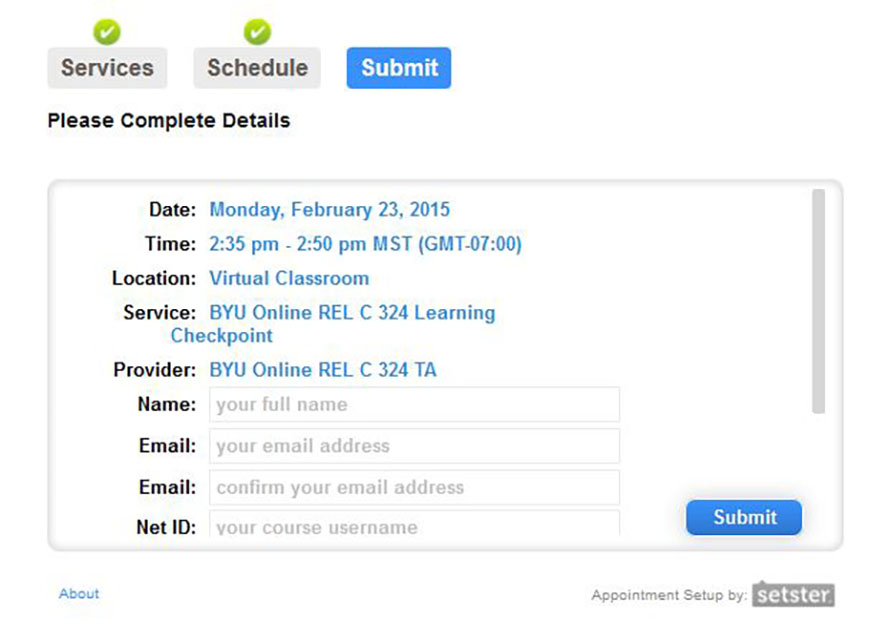 Services Schedule Submit
Please Complete Details
Date: Monday, February 23, 2015
Time: 2:35 pm - 2:50 pm MST (GMT-07:00)
Location: Virtual Classroom
Service: BYU Online REL C 324 Learning
Checkpoint
Provider: BYU Online REL C 324 TA
Name: your full name
Email: your email address
Email: confirm your email address
Net ID: your course username
Submit
About
Appointment Setup by: setster